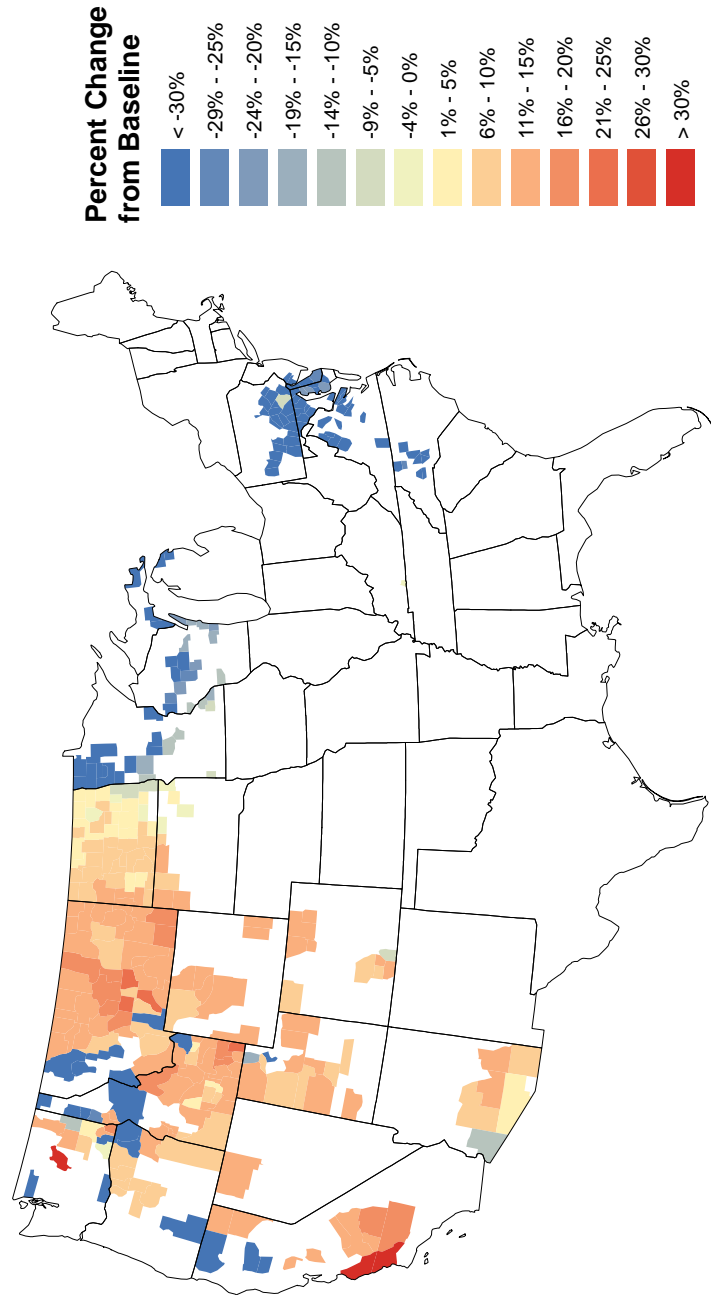 Percent Change
from Baseline
< -30%
-29% - -25%
-24% - -20%
-19% - -15%
-14% - -10%
-9% - -5%
-4% - 0%
1% - 5%
6% - 10%
11% - 15%
16% - 20%
21% - 25%
26% - 30%
> 30%